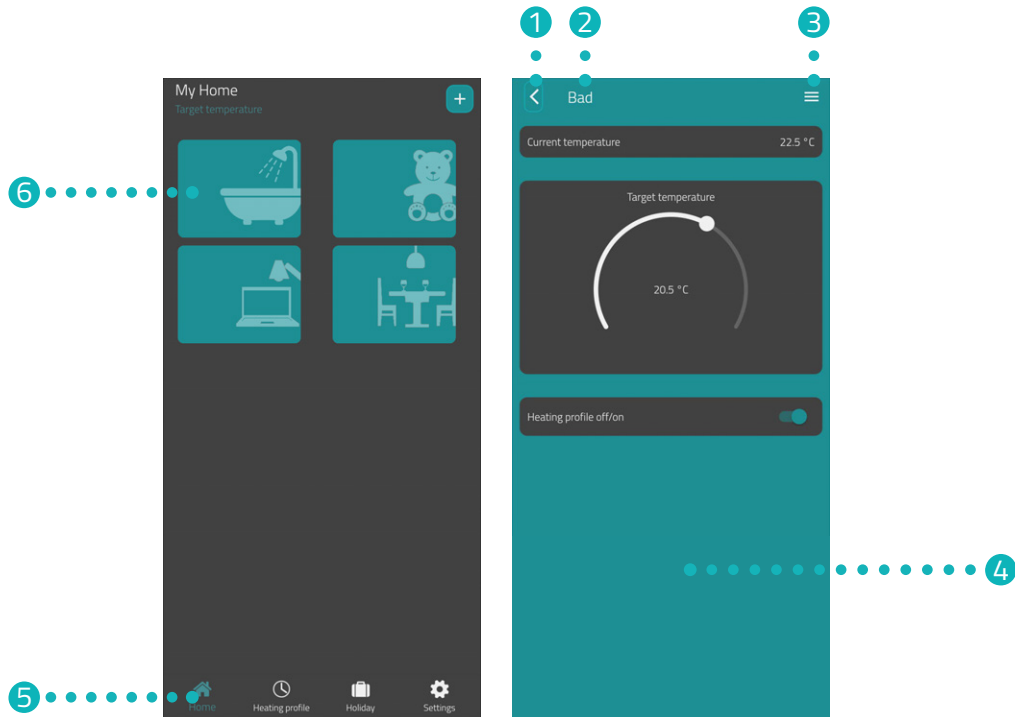 1 2 3
My Home
Target temperature
+
Bad
Current temperature 22.5 °C
Target temperature
20.5 °C
6
Heating profile off/on
4
5
Home Heating profile Holiday Settings